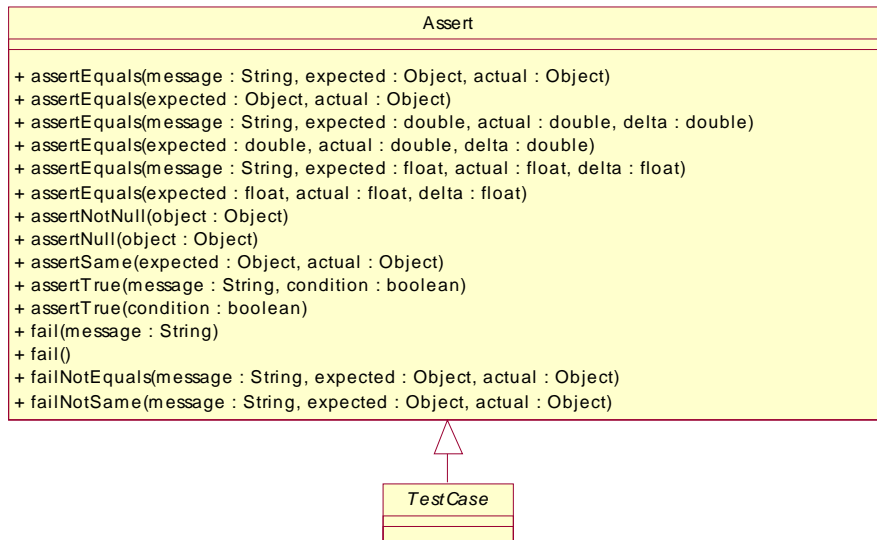 Assert
+ assertEquals(message : String, expected : Object, actual : Object)
+ assertEquals(expected : Object, actual : Object)
+ assertEquals(message : String, expected : double, actual : double, delta : double)
+ assertEquals(expected : double, actual : double, delta : double)
+ assertEquals(message : String, expected : float, actual : float, delta : float)
+ assertEquals(expected : float, actual : float, delta : float)
+ assertNotNull(object : Object)
+ assertNull(object : Object)
+ assertSame(expected : Object, actual : Object)
+ assertTrue(message : String, condition : boolean)
+ assertTrue(condition : boolean)
+ fail(message : String)
+ fail()
+ failNotEquals(message : String, expected : Object, actual : Object)
+ failNotSame(message : String, expected : Object, actual : Object)
TestCase